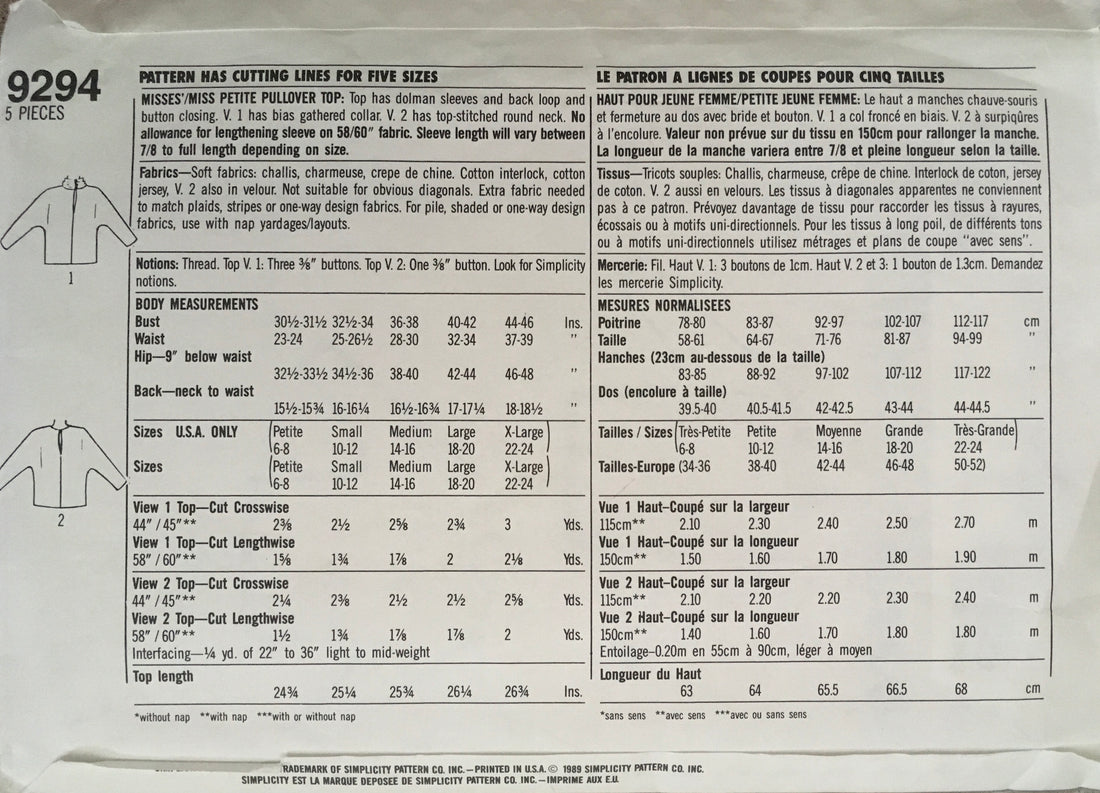 9294
5 PIECES
PATTERN HAS CUTTING LINES FOR FIVE SIZES
MISSES'/MISS PETITE PULLOVER TOP: Top has dolman sleeves and back loop and
button closing. V. 1 has bias gathered collar. V. 2 has top-stitched round neck. No
allowance for lengthening sleeve on 58/60" fabric. Sleeve length will vary between
7/8 to full length depending on size.
Fabrics—Soft fabrics: challis, charmeuse, crepe de chine. Cotton interlock, cotton
jersey, V. 2 also in velour. Not suitable for obvious diagonals. Extra fabric needed
to match plaids, stripes or one-way design fabrics. For pile, shaded or one-way design
fabrics, use with nap yardages/layouts.
1
Notions: Thread. Top V. 1: Three ⅜" buttons. Top V. 2: One ⅜" button. Look for Simplicity
notions.
BODY MEASUREMENTS
Bust 30½-31½ 32½-34 36-38 40-42 44-46 Ins.
Waist 23-24 25-26½ 28-30 32-34 37-39 "
Hip—9" below waist
32½-33½ 34½-36 38-40 42-44 46-48 "
Back—neck to waist
15½-15¾ 16-16¼ 16½-16¾ 17-17¼ 18-18½ "
2
Sizes U.S.A. ONLY (Petite Small Medium Large X-Large)
(6-8 10-12 14-16 18-20 22-24 )
Sizes (Petite Small Medium Large X-Large)
(6-8 10-12 14-16 18-20 22-24 )
View 1 Top—Cut Crosswise
44" / 45"** 2⅜ 2½ 2⅝ 2¾ 3 Yds.
View 1 Top—Cut Lengthwise
58" / 60"** 1⅝ 1¾ 1⅞ 2 2⅛ Yds.
View 2 Top—Cut Crosswise
44" / 45"** 2¼ 2⅜ 2½ 2½ 2⅝ Yds.
View 2 Top—Cut Lengthwise
58" / 60"** 1½ 1¾ 1⅞ 1⅞ 2 Yds.
Interfacing—¼ yd. of 22" to 36" light to mid-weight
Top length
24¾ 25¼ 25¾ 26¼ 26¾ Ins.
*without nap **with nap ***with or without nap
LE PATRON A LIGNES DE COUPES POUR CINQ TAILLES
HAUT POUR JEUNE FEMME/PETITE JEUNE FEMME: Le haut a manches chauve-souris
et fermeture au dos avec bride et bouton. V. 1 a col froncé en biais. V. 2 à surpiqûres
à l'encolure. Valeur non prévue sur du tissu en 150cm pour rallonger la manche.
La longueur de la manche variera entre 7/8 et pleine longueur selon la taille.
Tissus—Tricots souples: Challis, charmeuse, crêpe de chine. Interlock de coton, jersey
de coton. V. 2 aussi en velours. Les tissus à diagonales apparentes ne conviennent
pas à ce patron. Prévoyez davantage de tissu pour raccorder les tissus à rayures,
écossais ou à motifs uni-directionnels. Pour les tissus à long poil, de différents tons
ou à motifs uni-directionnels utilisez métrages et plans de coupe "avec sens".
Mercerie: Fil. Haut V. 1: 3 boutons de 1cm. Haut V. 2 et 3: 1 bouton de 1.3cm. Demandez
les mercerie Simplicity.
MESURES NORMALISEES
Poitrine 78-80 83-87 92-97 102-107 112-117 cm
Taille 58-61 64-67 71-76 81-87 94-99 "
Hanches (23cm au-dessous de la taille)
83-85 88-92 97-102 107-112 117-122 "
Dos (encolure à taille)
39.5-40 40.5-41.5 42-42.5 43-44 44-44.5 "
Tailles / Sizes (Très-Petite Petite Moyenne Grande Très-Grande)
(6-8 10-12 14-16 18-20 22-24 )
Tailles-Europe (34-36 38-40 42-44 46-48 50-52)
Vue 1 Haut-Coupé sur la largeur
115cm** 2.10 2.30 2.40 2.50 2.70 m
Vue 1 Haut-Coupé sur la longueur
150cm** 1.50 1.60 1.70 1.80 1.90 m
Vue 2 Haut-Coupé sur la largeur
115cm** 2.10 2.20 2.20 2.30 2.40 m
Vue 2 Haut-Coupé sur la longueur
150cm** 1.40 1.60 1.70 1.80 1.80 m
Entoilage-0.20m en 55cm à 90cm, léger à moyen
Longueur du Haut
63 64 65.5 66.5 68 cm
*sans sens **avec sens ***avec ou sans sens
RADEMARK OF SIMPLICITY PATTERN CO. INC.—PRINTED IN U.S.A. © 1989 SIMPLICITY PATTERN CO. INC.
SIMPLICITY EST LA MARQUE DEPOSEE DE SIMPLICITY PATTERN CO. INC.—IMPRIME AUX E.U.